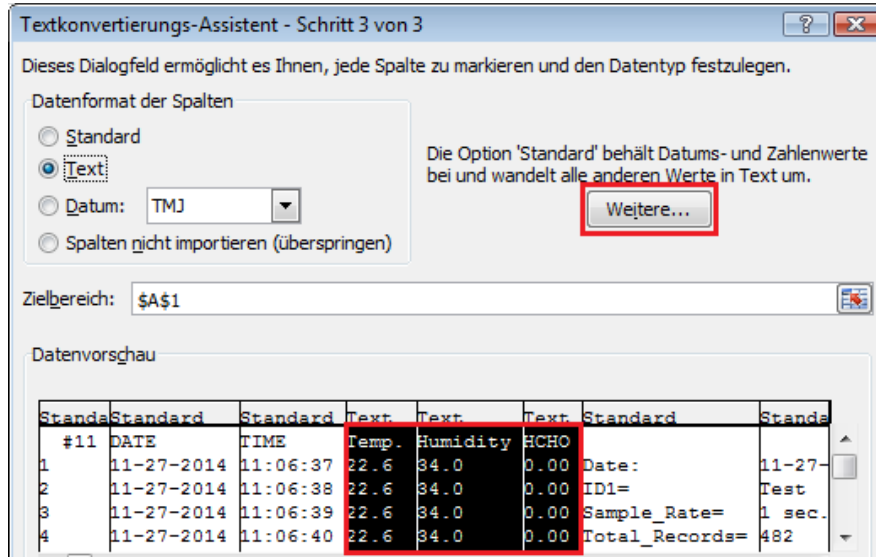 Textkonvertierungs-Assistent - Schritt 3 von 3
Dieses Dialogfeld ermöglicht es Ihnen, jede Spalte zu markieren und den Datentyp festzulegen.
Datenformat der Spalten
Standard
Text
Datum: TMJ
Spalten nicht importieren (überspringen)
Die Option 'Standard' behält Datums- und Zahlenwerte
bei und wandelt alle anderen Werte in Text um.
Weitere...
Zielbereich: $A$1
Datenvorschau
Standa Standard Standard Text Text Text Standard Standa
#11 DATE TIME Temp. Humidity HCHO
1 11-27-2014 11:06:37 22.6 34.0 0.00 Date: 11-27-
2 11-27-2014 11:06:38 22.6 34.0 0.00 ID1= Test
3 11-27-2014 11:06:39 22.6 34.0 0.00 Sample_Rate= 1 sec.
4 11-27-2014 11:06:40 22.6 34.0 0.00 Total_Records= 482